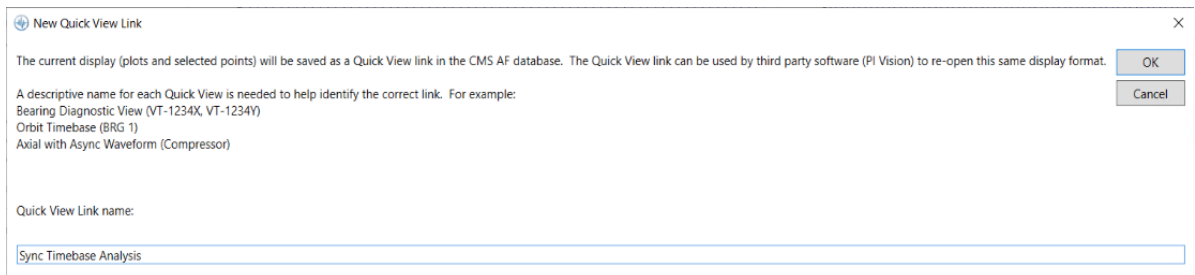 New Quick View Link
The current display (plots and selected points) will be saved as a Quick View link in the CMS AF database. The Quick View link can be used by third party software (PI Vision) to re-open this same display format.
OK
A descriptive name for each Quick View is needed to help identify the correct link. For example:
Cancel
Bearing Diagnostic View (VT-1234X, VT-1234Y)
Orbit Timebase (BRG 1)
Axial with Async Waveform (Compressor)
Quick View Link name:
Sync Timebase Analysis